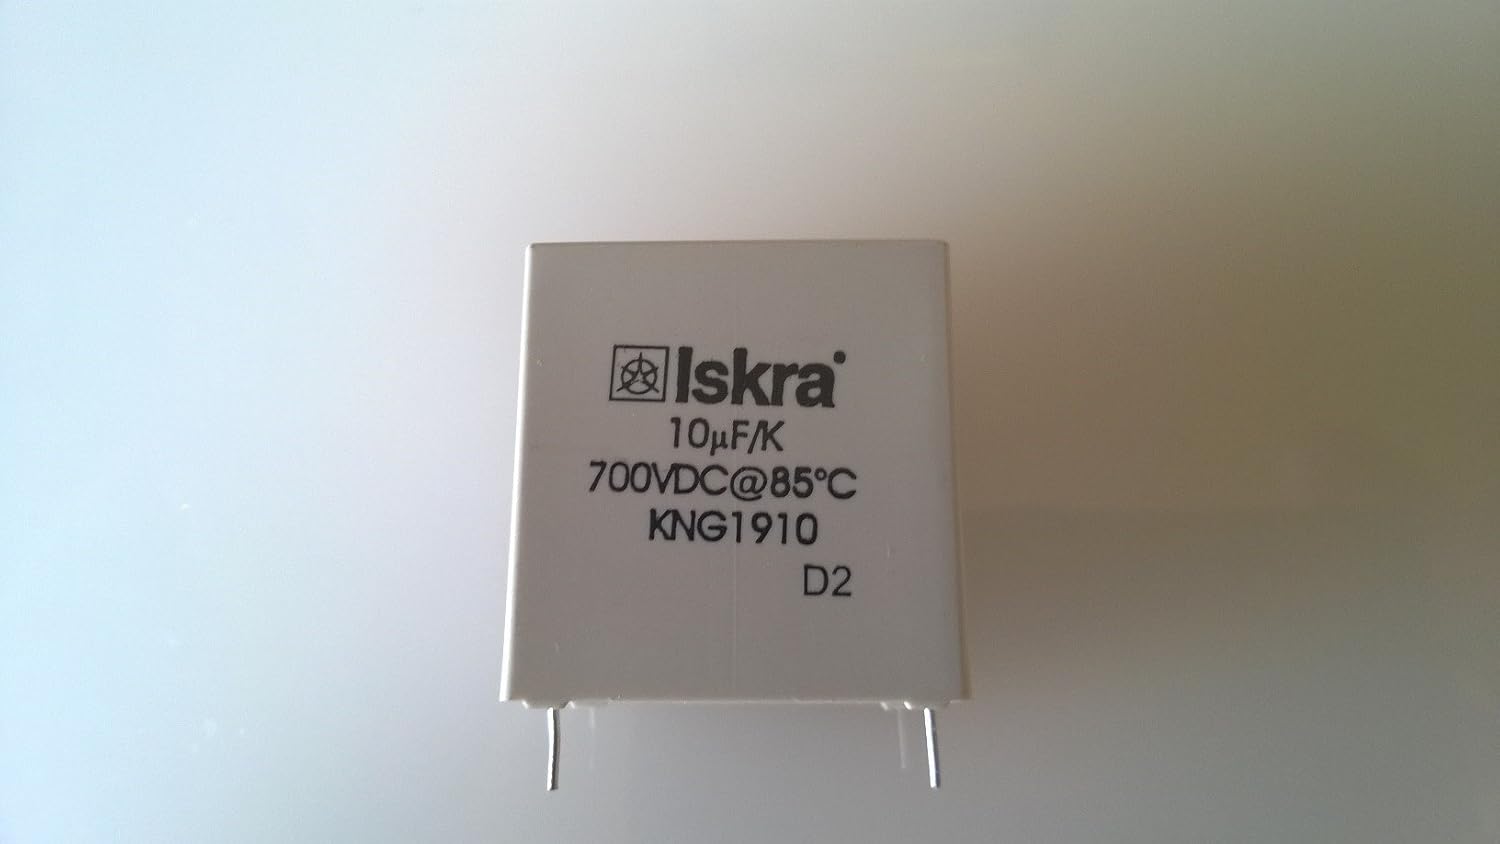 Iskra
10µF/K
700VDC@85°C
KNG1910
D2